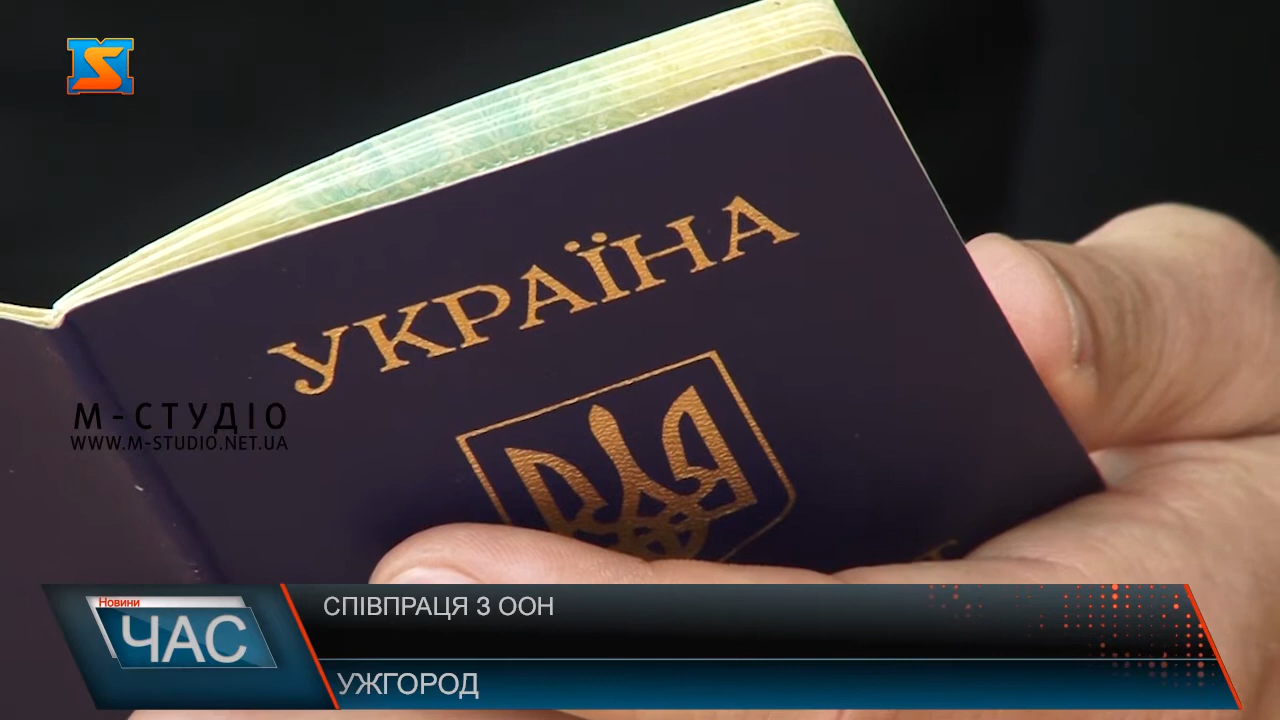 УКРАЇНА
М-СТУДІО
WWW.M-STUDIO.NET.UA
Новини
ЧАС
СПІВПРАЦЯ З ООН
УЖГОРОД